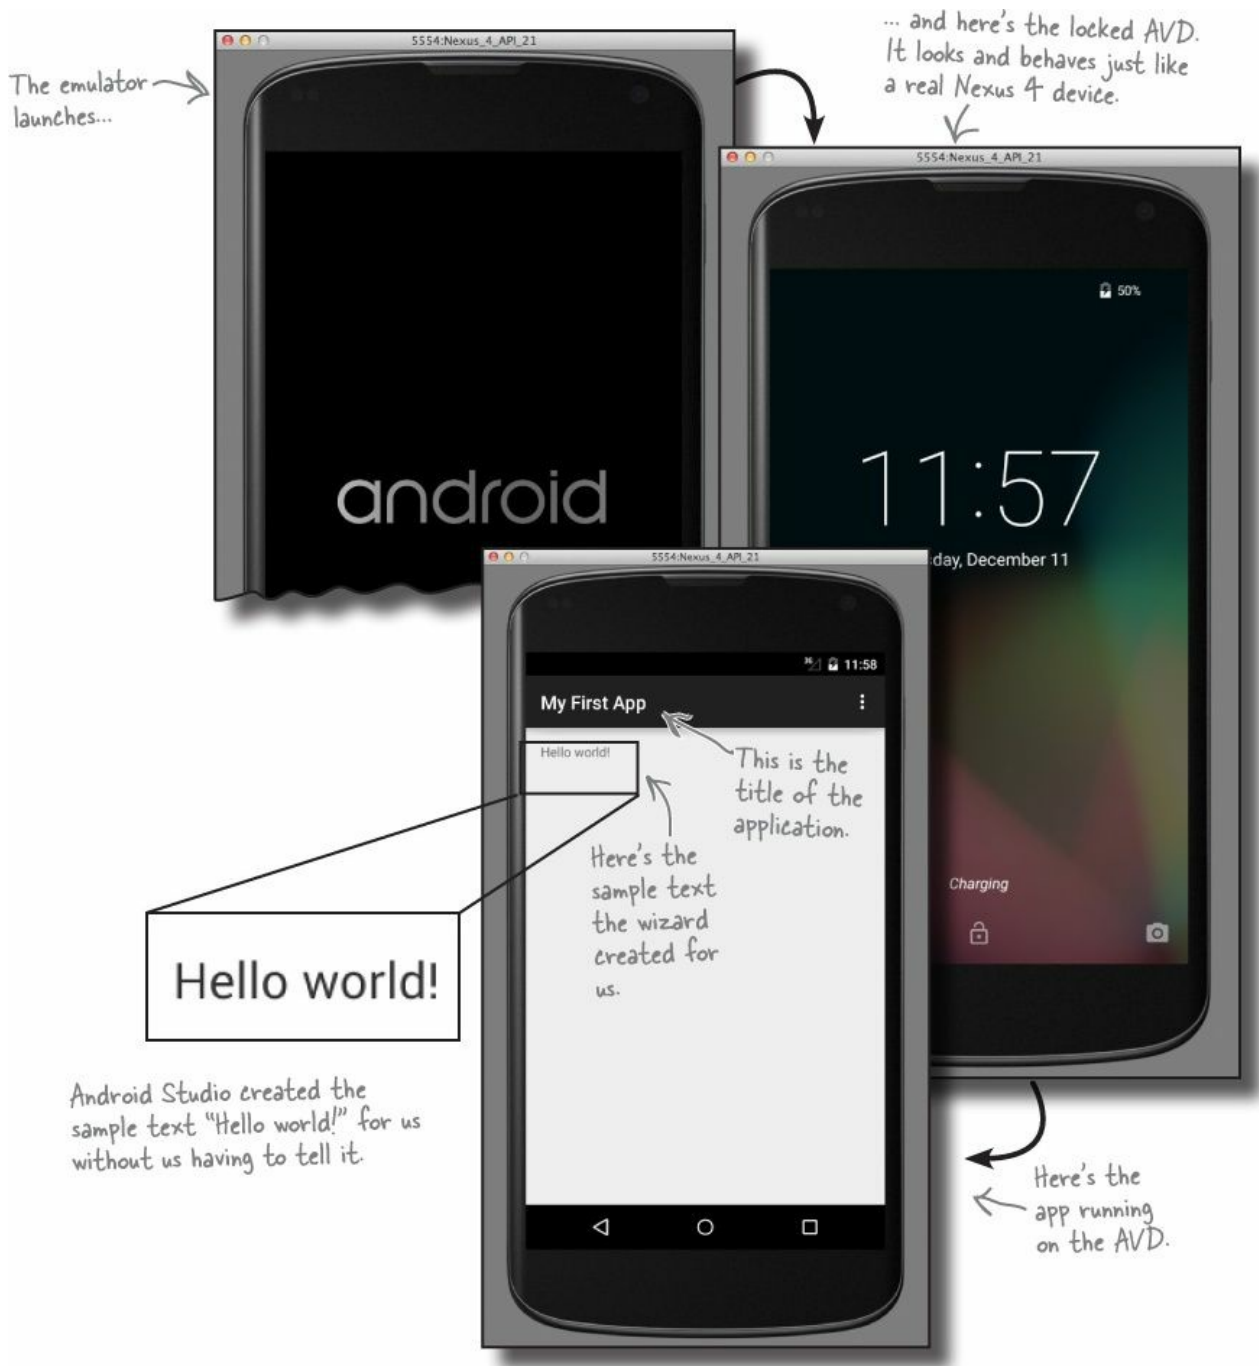 ... and here's the locked AVD.
It looks and behaves just like
a real Nexus 4 device.
5554:Nexus_4_API_21
The emulator
launches...
5554:Nexus_4_API_21
50%
android
11:57
day, December 11
5554:Nexus_4_API_21
3G
11:58
My First App
Hello world!
This is the
title of the
application.
Here's the
sample text
the wizard
created for
us.
Charging
Hello world!
Android Studio created the
sample text "Hello world!" for us
without us having to tell it.
Here's the
app running
on the AVD.